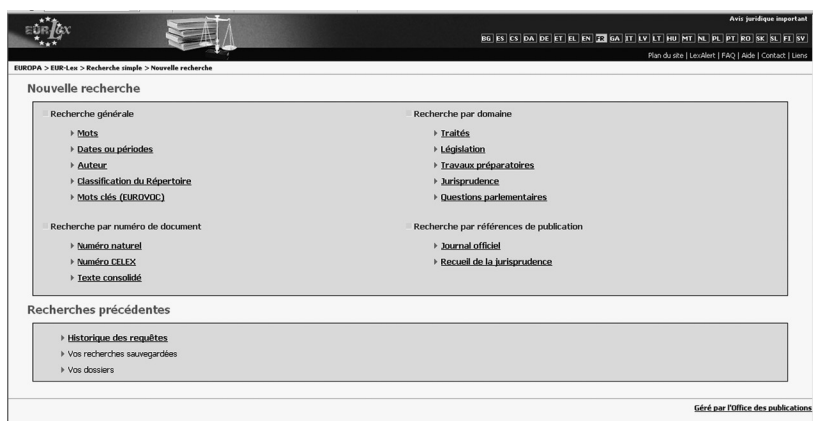 Avis juridique important
EUR Lex
BG ES CS DA DE ET EL EN FR GA IT LV LT HU MT NL PL PT RO SK SL FI SV
Plan du site | LexAlert | FAQ | Aide | Contact | Liens
EUROPA > EUR-Lex > Recherche simple > Nouvelle recherche
Nouvelle recherche
Recherche générale
Mots
Dates ou périodes
Auteur
Classification du Répertoire
Mots clés (EUROVOC)
Recherche par domaine
Traités
Législation
Travaux préparatoires
Jurisprudence
Questions parlementaires
Recherche par numéro de document
Numéro naturel
Numéro CELEX
Texte consolidé
Recherche par références de publication
Journal officiel
Recueil de la jurisprudence
Recherches précédentes
Historique des requêtes
Vos recherches sauvegardées
Vos dossiers
Géré par l'Office des publications